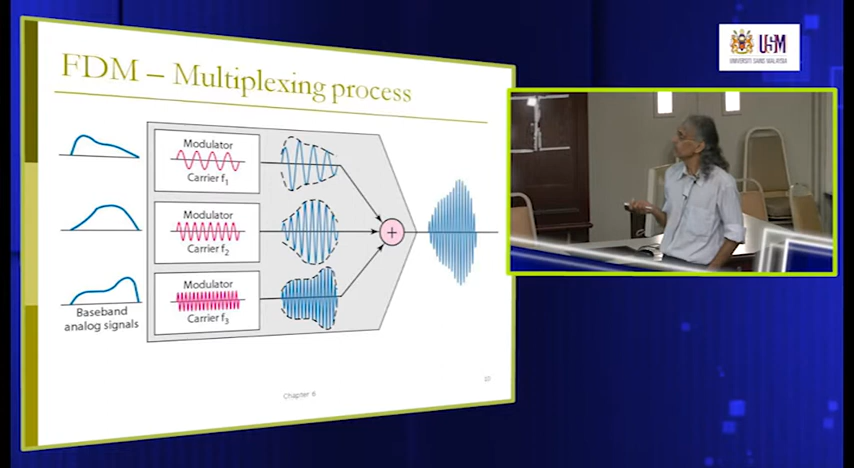 FDM – Multiplexing process
Modulator
Carrier f1
Modulator
Carrier f2
+
Modulator
Carrier f3
Baseband
analog signals
Chapter 6
10
USM
UNIVERSITI SAINS MALAYSIA